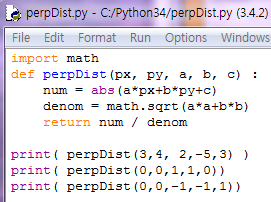 perpDist.py - C:/Python34/perpDist.py (3.4.2)
File Edit Format Run Options Windows
import math
def perpDist(px, py, a, b, c) :
    num = abs(a*px+b*py+c)
    denom = math.sqrt(a*a+b*b)
    return num / denom
print( perpDist(3,4, 2,-5,3) )
print( perpDist(0,0,1,1,0))
print( perpDist(0,0,-1,-1,1))